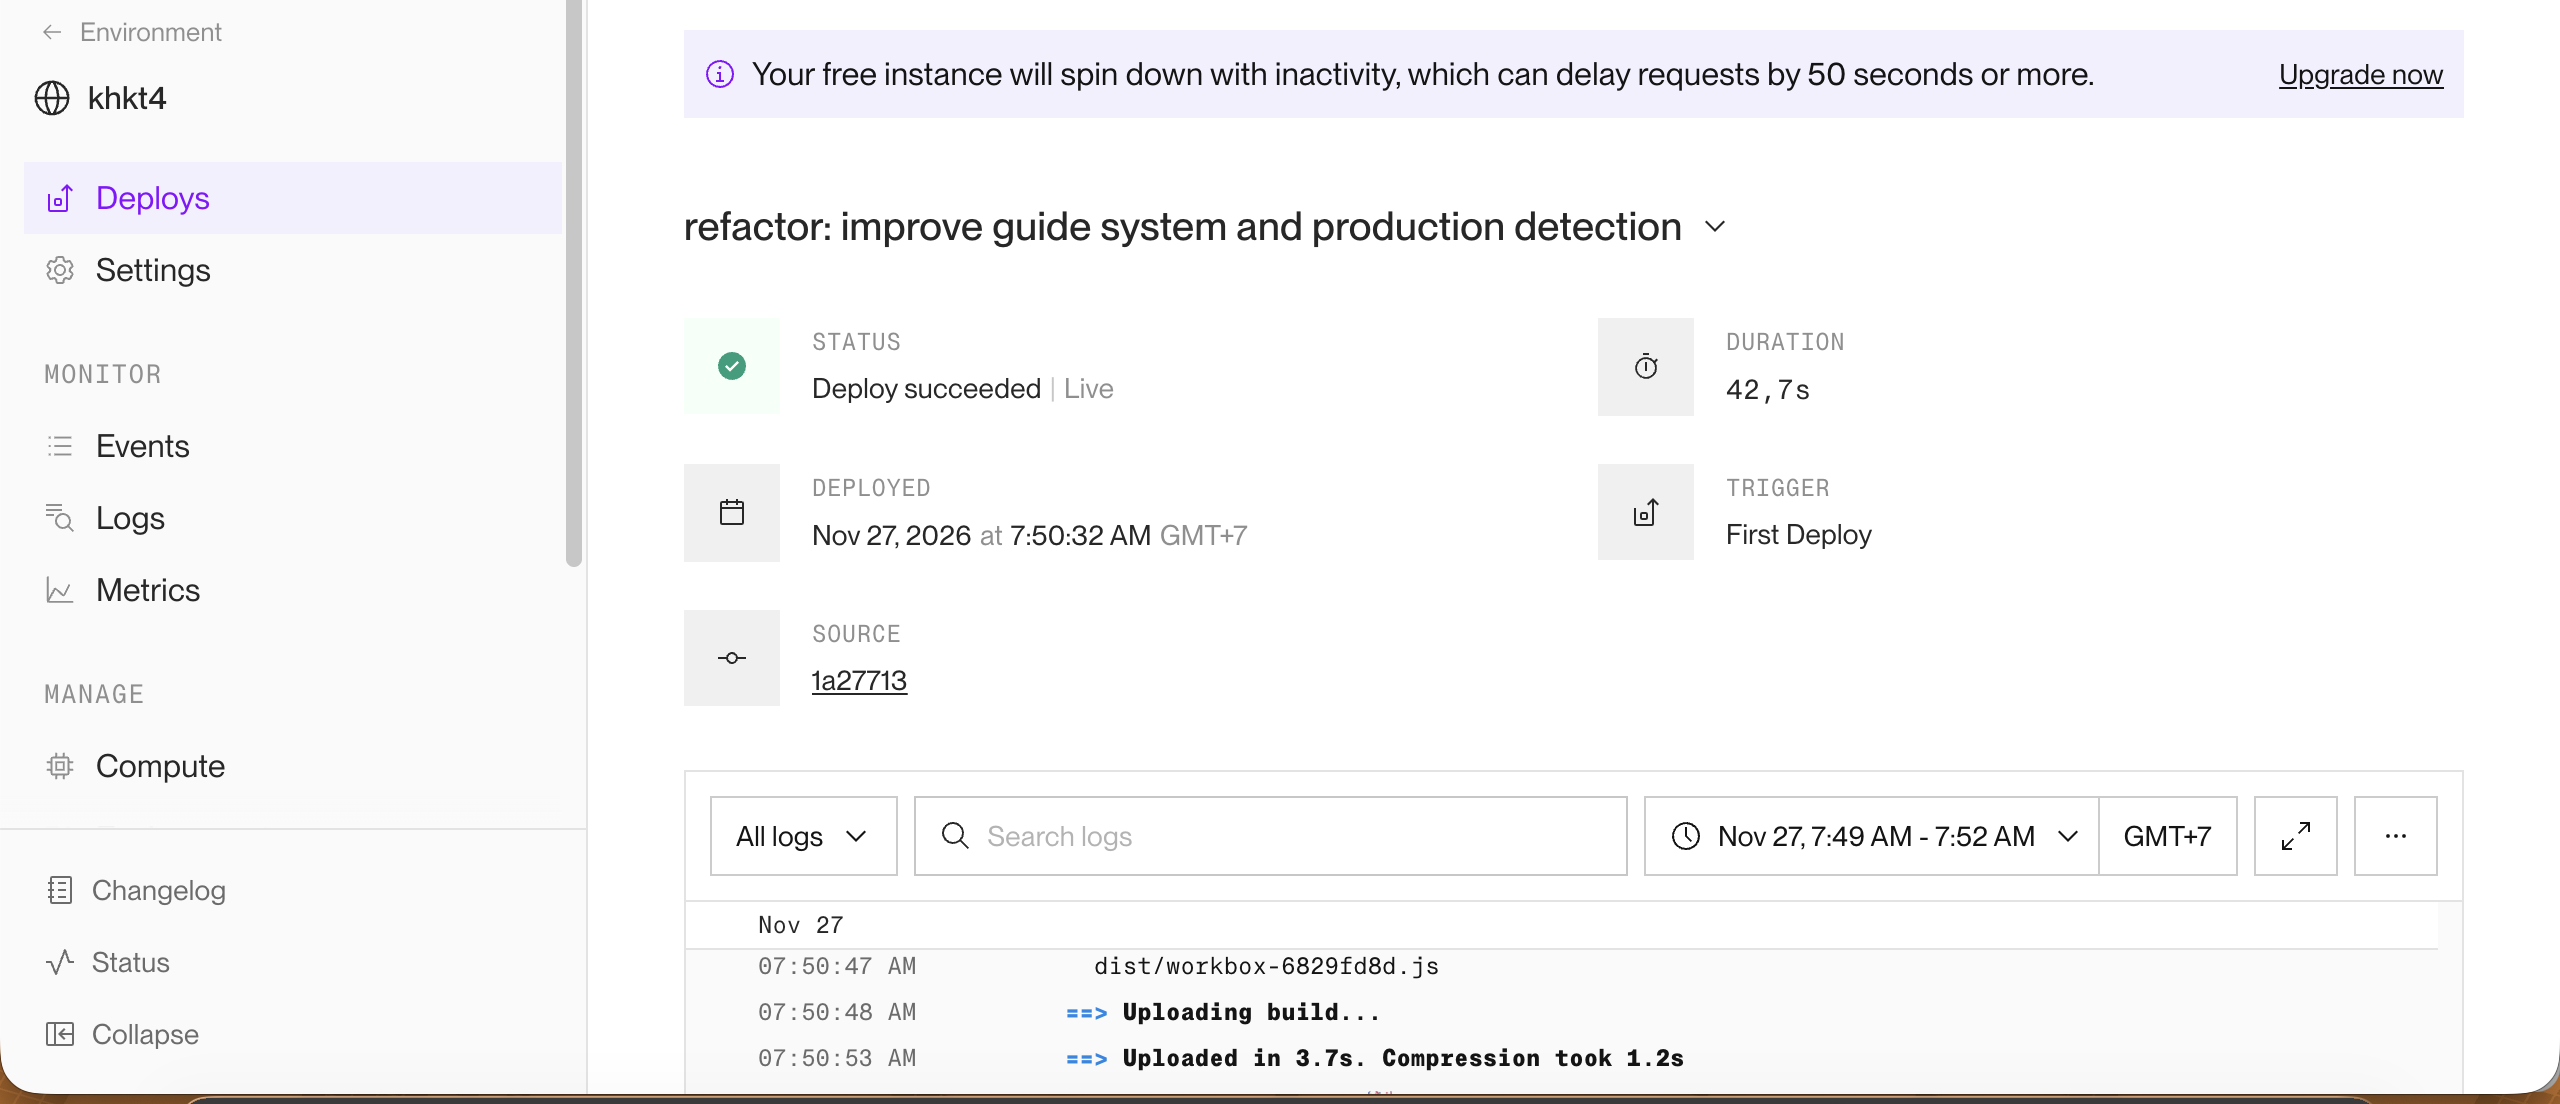 Environment
khkt4
Deploys
Settings
MONITOR
Events
Logs
Metrics
MANAGE
Compute
Changelog
Status
Collapse
Your free instance will spin down with inactivity, which can delay requests by 50 seconds or more.
Upgrade now
refactor: improve guide system and production detection
STATUS
Deploy succeeded | Live
DURATION
42,7s
DEPLOYED
Nov 27, 2026 at 7:50:32 AM GMT+7
TRIGGER
First Deploy
SOURCE
1a27713
All logs
Search logs
Nov 27, 7:49 AM - 7:52 AM
GMT+7
Nov 27
07:50:47 AM dist/workbox-6829fd8d.js
07:50:48 AM ==> Uploading build...
07:50:53 AM ==> Uploaded in 3.7s. Compression took 1.2s